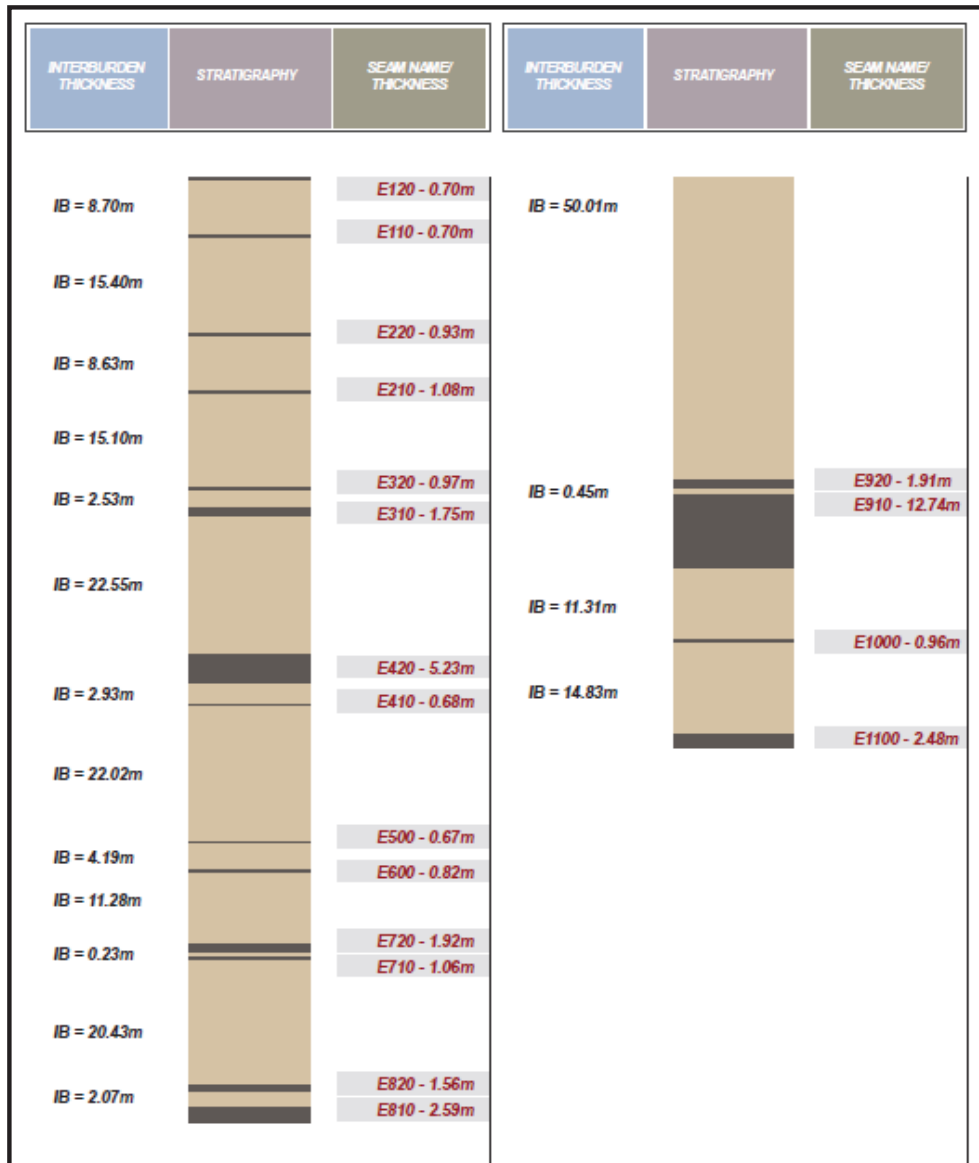 INTERBURDEN
THICKNESS
STRATIGRAPHY
SEAM NAME/
THICKNESS
IB = 8.70m
IB = 15.40m
IB = 8.63m
IB = 15.10m
IB = 2.53m
IB = 22.55m
IB = 2.93m
IB = 22.02m
IB = 4.19m
IB = 11.28m
IB = 0.23m
IB = 20.43m
IB = 2.07m
E120 - 0.70m
E110 - 0.70m
E220 - 0.93m
E210 - 1.08m
E320 - 0.97m
E310 - 1.75m
E420 - 5.23m
E410 - 0.68m
E500 - 0.67m
E600 - 0.82m
E720 - 1.92m
E710 - 1.06m
E820 - 1.56m
E810 - 2.59m
INTERBURDEN
THICKNESS
STRATIGRAPHY
SEAM NAME/
THICKNESS
IB = 50.01m
IB = 0.45m
IB = 11.31m
IB = 14.83m
E920 - 1.91m
E910 - 12.74m
E1000 - 0.96m
E1100 - 2.48m